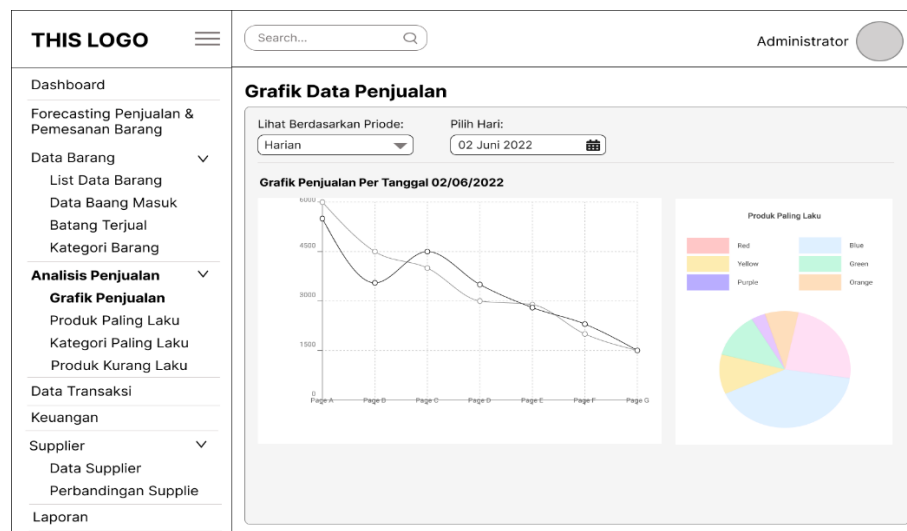 THIS LOGO
Search...
Administrator
Dashboard
Forecasting Penjualan &
Pemesanan Barang
Data Barang
List Data Barang
Data Baang Masuk
Batang Terjual
Kategori Barang
Analisis Penjualan
Grafik Penjualan
Produk Paling Laku
Kategori Paling Laku
Produk Kurang Laku
Data Transaksi
Keuangan
Supplier
Data Supplier
Perbandingan Supplie
Laporan
Grafik Data Penjualan
Lihat Berdasarkan Priode:
Pilih Hari:
Harian
02 Juni 2022
Grafik Penjualan Per Tanggal 02/06/2022
6000
4500
3000
1500
0
Page A Page B Page C Page D Page E Page F Page G
Produk Paling Laku
Red Blue
Yellow Green
Purple Orange